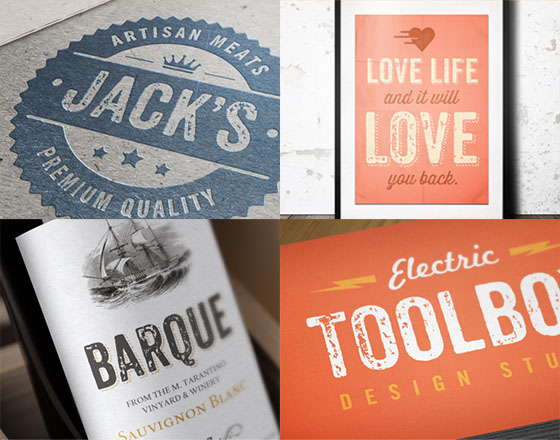 ARTISAN MEATS
JACK'S
PREMIUM QUALITY
LOVE LIFE
and it will
LOVE
you back.
BARQUE
FROM THE M. TARANTINO
VINYARD & WINERY
SAUVIGNON BLANC
Electric
TOOLBO
DESIGN STU